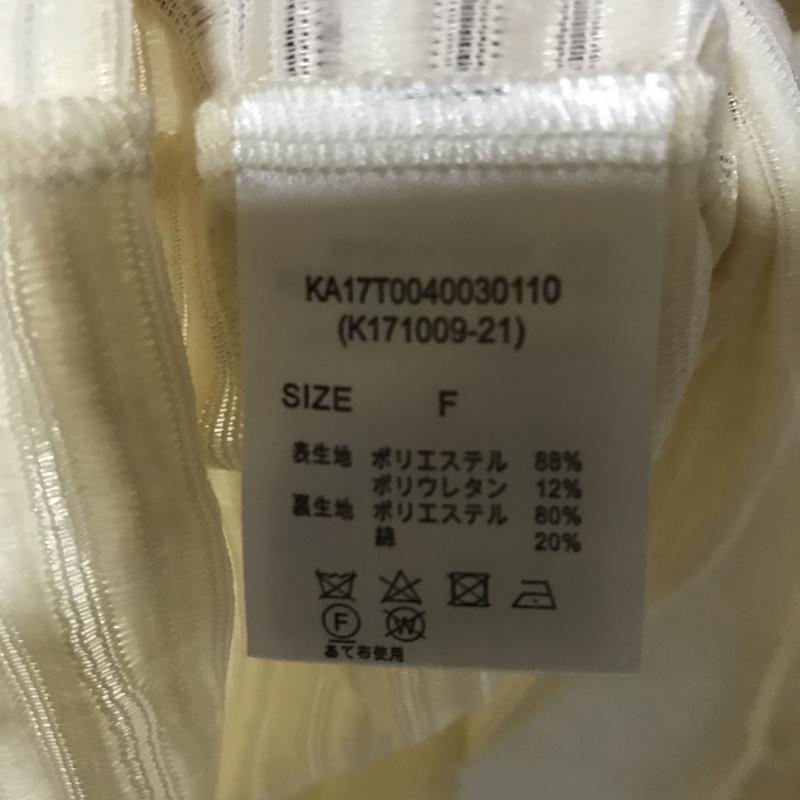 KA17T0040030110
(K171009-21)
SIZE F
表生地 ポリエステル 88%
ポリウレタン 12%
裏生地 ポリエステル 80%
綿 20%
F W
あて布使用